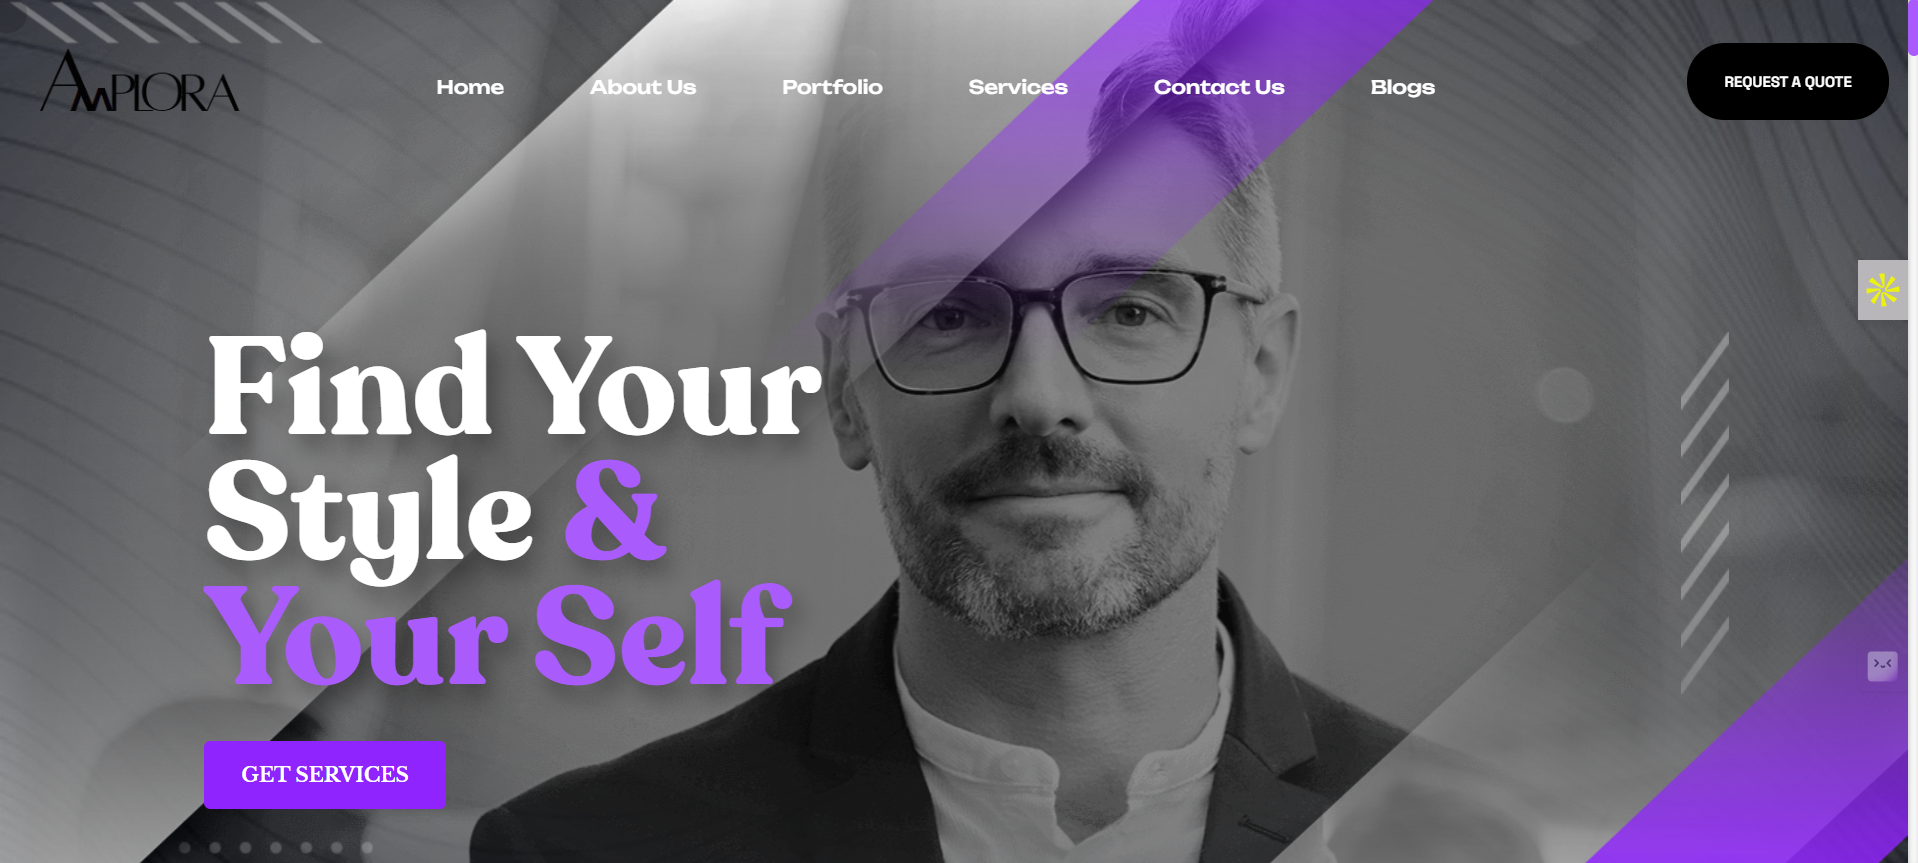 AMPLORA
Home About Us Portfolio Services Contact Us Blogs
REQUEST A QUOTE
Find Your
Style &
Your Self
GET SERVICES